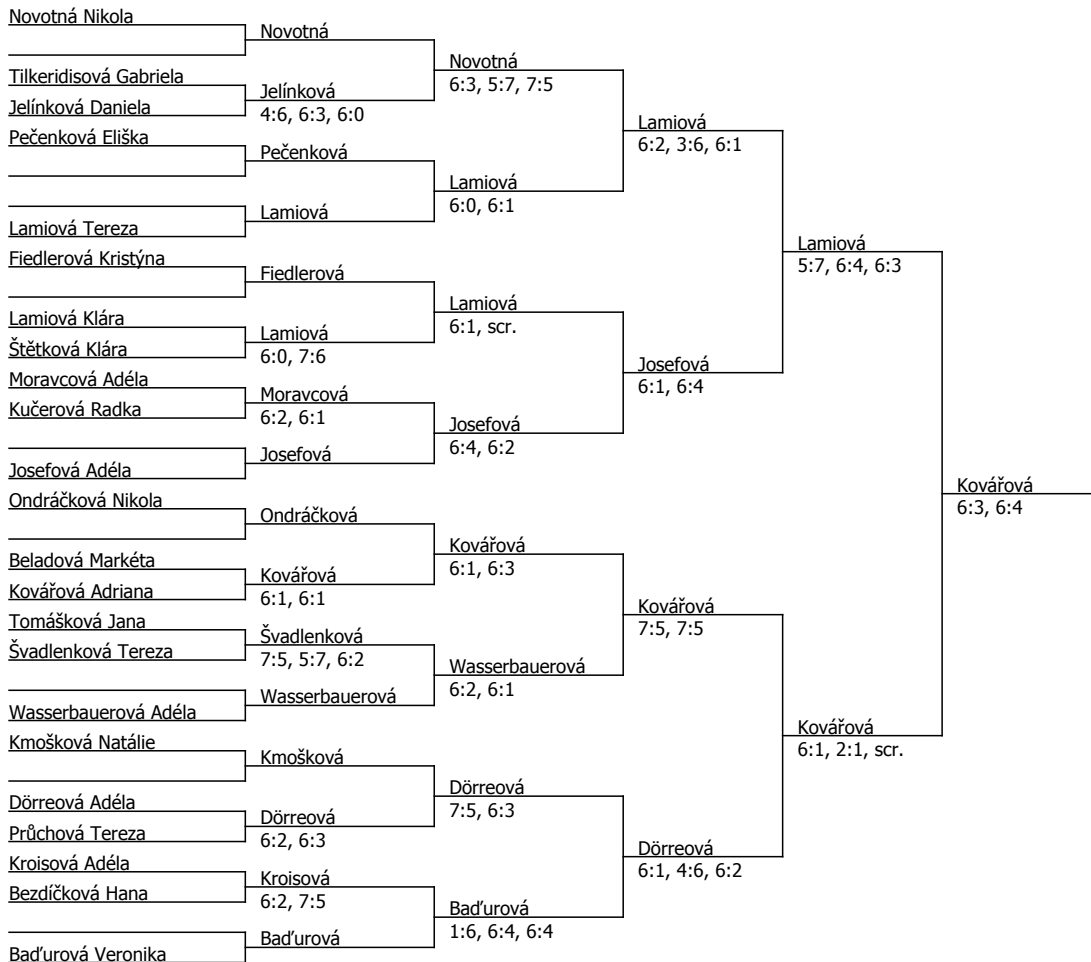 Novotná Nikola
Novotná
Novotná
6:3, 5:7, 7:5
Tilkeridisová Gabriela
Jelínková Daniela
Jelínková
4:6, 6:3, 6:0
Lamiová
6:2, 3:6, 6:1
Pečenková Eliška
Pečenková
Lamiová
6:0, 6:1
Lamiová Tereza
Lamiová
Lamiová
5:7, 6:4, 6:3
Fiedlerová Kristýna
Fiedlerová
Lamiová
6:1, scr.
Lamiová Klára
Štětková Klára
Lamiová
6:0, 7:6
Josefová
6:1, 6:4
Moravcová Adéla
Kučerová Radka
Moravcová
6:2, 6:1
Josefová
6:4, 6:2
Josefová Adéla
Josefová
Kovářová
6:3, 6:4
Ondráčková Nikola
Ondráčková
Kovářová
6:1, 6:3
Beladová Markéta
Kovářová Adriana
Kovářová
6:1, 6:1
Kovářová
7:5, 7:5
Tomášková Jana
Švadlenková Tereza
Švadlenková
7:5, 5:7, 6:2
Wasserbauerová
6:2, 6:1
Wasserbauerová Adéla
Wasserbauerová
Kovářová
6:1, 2:1, scr.
Kmošková Natálie
Kmošková
Dörreová
7:5, 6:3
Dörreová Adéla
Průchová Tereza
Dörreová
6:2, 6:3
Dörreová
6:1, 4:6, 6:2
Kroisová Adéla
Bezdíčková Hana
Kroisová
6:2, 7:5
Baďurová
1:6, 6:4, 6:4
Baďurová Veronika
Baďurová